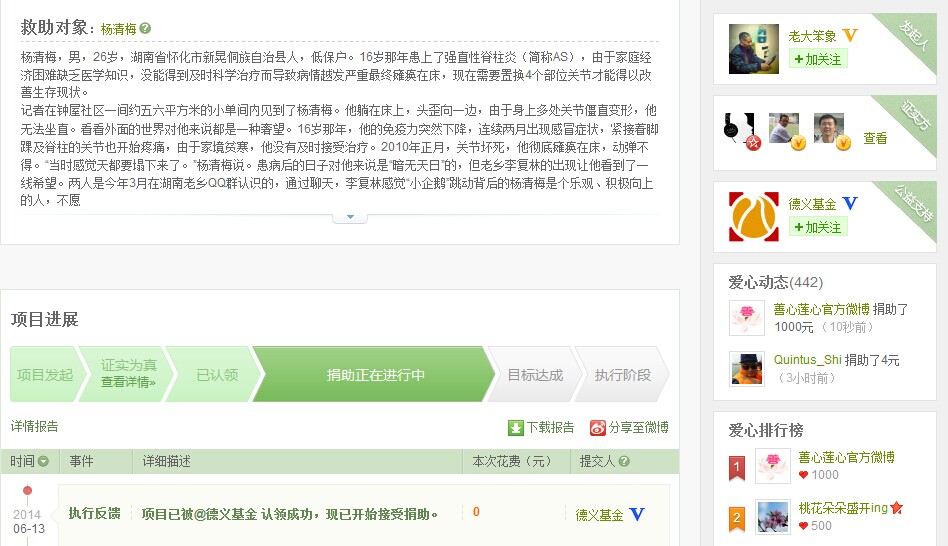 救助对象：杨清梅
杨清梅，男，26岁，湖南省怀化市新晃侗族自治县人，低保户。16岁那年患上了强直性脊柱炎（简称AS），由于家庭经
济困难缺乏医学知识，没能得到及时科学治疗而导致病情越发严重最终瘫痪在床，现在需要置换4个部位关节才能得以改
善生存现状。
记者在钟屋社区一间约五六平方米的小单间内见到了杨清梅。他躺在床上，头歪向一边，由于身上多处关节僵直变形，他
无法坐直。看看外面的世界对他来说都是一种奢望。16岁那年，他的免疫力突然下降，连续两月出现感冒症状，紧接着脚
踝及脊柱的关节也开始疼痛，由于家境贫寒，他没有及时接受治疗。2010年正月，关节坏死，他彻底瘫痪在床，动弹不
得。“当时感觉天都要塌下来了。”杨清梅说。患病后的日子对他来说是“暗无天日”的，但老乡李夏林的出现让他看到了一
线希望。两人是今年3月在湖南老乡QQ群认识的，通过聊天，李夏林感觉“小企鹅”跳动背后的杨清梅是个乐观、积极向上
的人，不愿
项目进展
项目发起
证实为真
查看详情»
已认领
捐助正在进行中
目标达成
执行阶段
详情报告
下载报告
分享至微博
时间 事件 详细描述 本次花费（元） 提交人
2014
06-13
执行反馈 项目已被@德义基金 认领成功，现已开始接受捐助。 0 德义基金 V
老大笨象 V
+加关注
发起人
证实方
查看
公益支持
德义基金 V
+加关注
爱心动态(442)
善心莲心官方微博 捐助了
1000元（10秒前）
Quintus_Shi 捐助了4元
（3小时前）
爱心排行榜
1
善心莲心官方微博
1000
2
桃花朵朵盛开ing
500